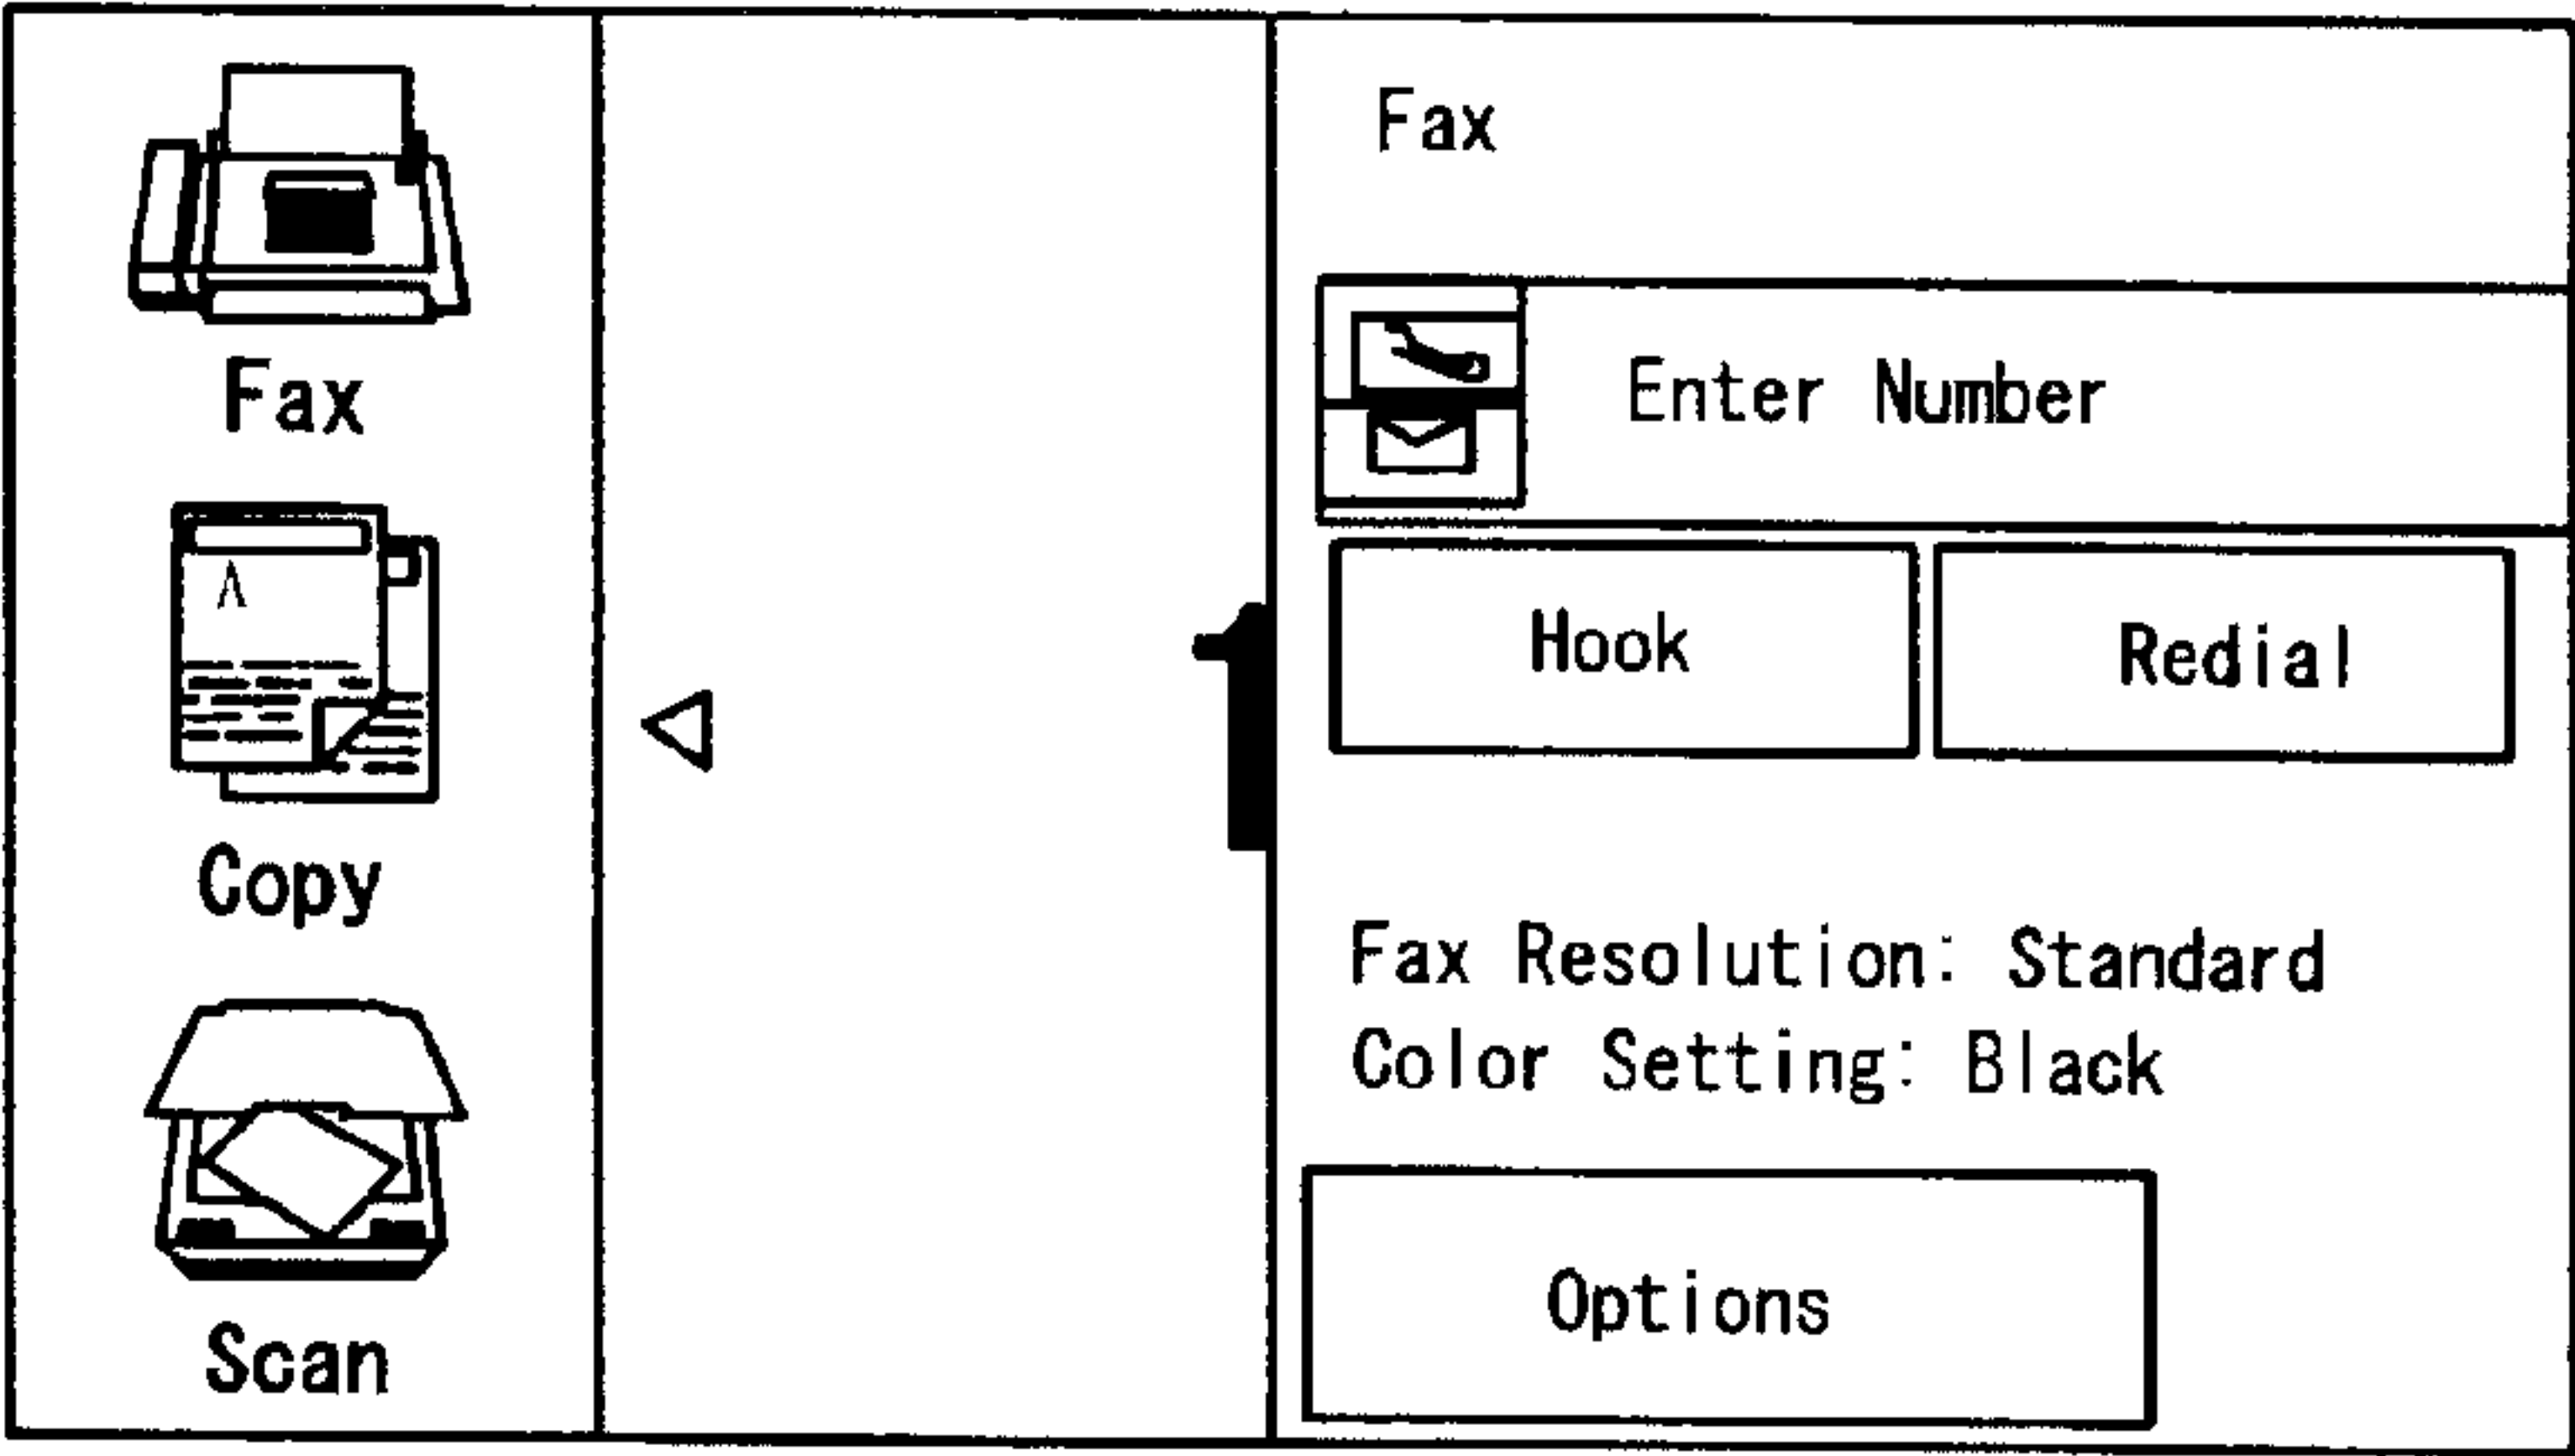 Fax
Copy
Scan
Fax
Enter Number
Hook
Redial
Fax Resolution: Standard
Color Setting: Black
Options